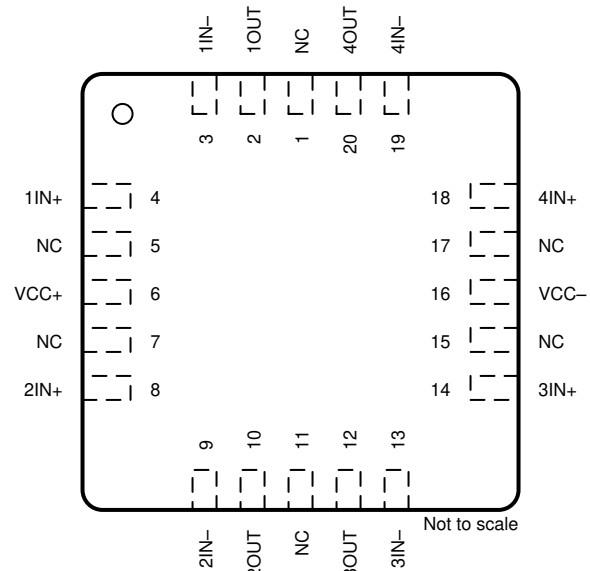 1IN–
1OUT
NC
4OUT
4IN–
3
2
1
20
19
1IN+ 4
NC 5
VCC+ 6
NC 7
2IN+ 8
18 4IN+
17 NC
16 VCC–
15 NC
14 3IN+
9
10
11
12
13
2IN–
2OUT
NC
3OUT
3IN–
Not to scale